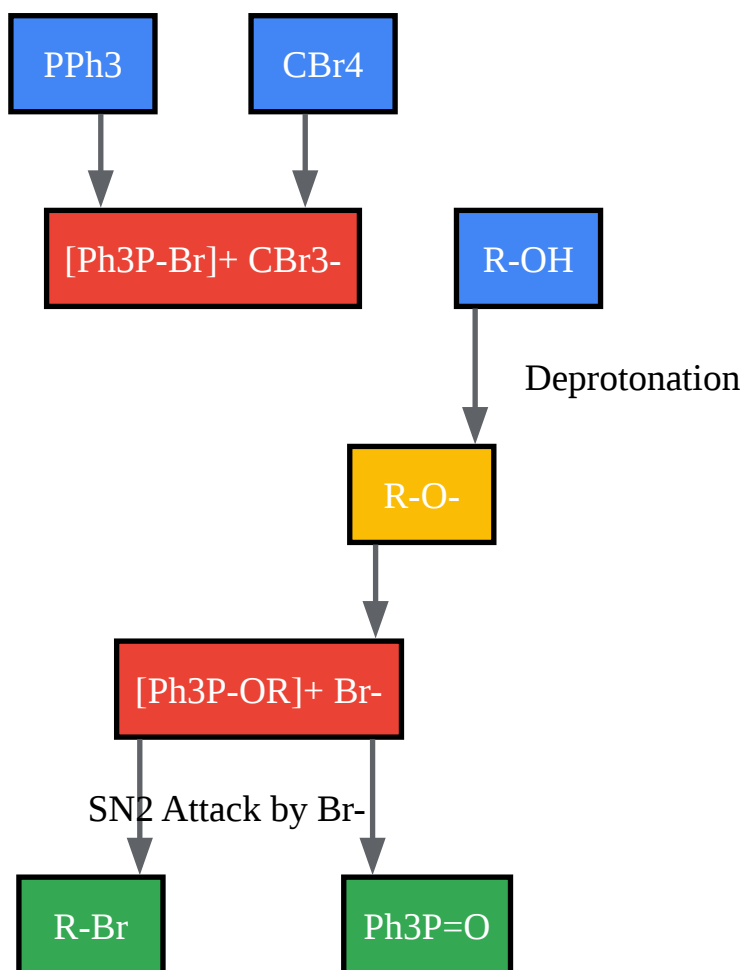 PPh3
CBr4
[Ph3P-Br]+ CBr3-
R-OH
Deprotonation
R-O-
[Ph3P-OR]+ Br-
SN2 Attack by Br-
R-Br
Ph3P=O